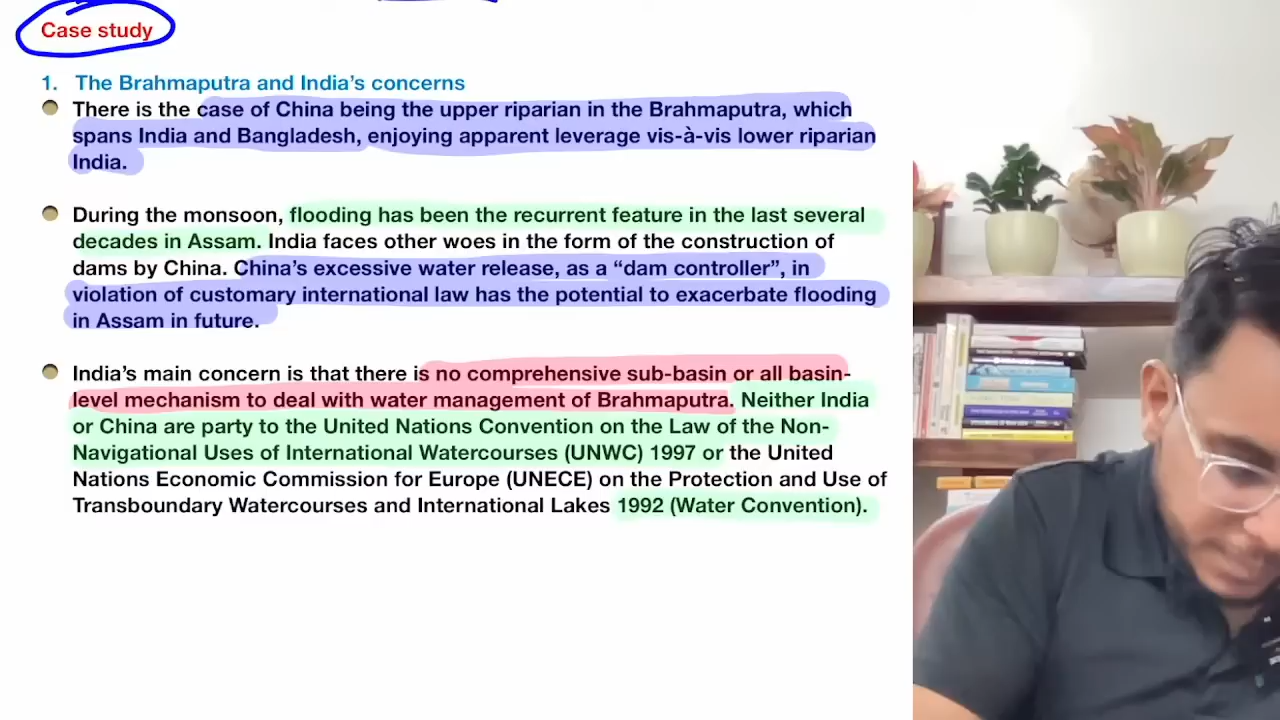 Case study
1. The Brahmaputra and India's concerns
There is the case of China being the upper riparian in the Brahmaputra, which
spans India and Bangladesh, enjoying apparent leverage vis-à-vis lower riparian
India.
During the monsoon, flooding has been the recurrent feature in the last several
decades in Assam. India faces other woes in the form of the construction of
dams by China. China's excessive water release, as a “dam controller”, in
violation of customary international law has the potential to exacerbate flooding
in Assam in future.
India's main concern is that there is no comprehensive sub-basin or all basin-
level mechanism to deal with water management of Brahmaputra. Neither India
or China are party to the United Nations Convention on the Law of the Non-
Navigational Uses of International Watercourses (UNWC) 1997 or the United
Nations Economic Commission for Europe (UNECE) on the Protection and Use of
Transboundary Watercourses and International Lakes 1992 (Water Convention).